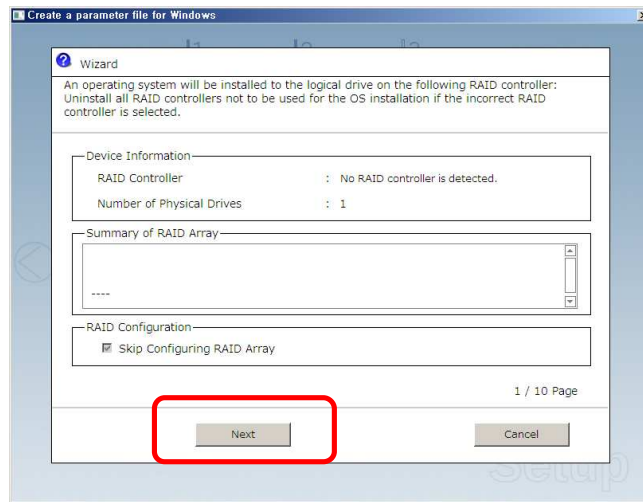 Create a parameter file for Windows
Wizard
An operating system will be installed to the logical drive on the following RAID controller:
Uninstall all RAID controllers not to be used for the OS installation if the incorrect RAID
controller is selected.
Device Information
RAID Controller : No RAID controller is detected.
Number of Physical Drives : 1
Summary of RAID Array
----
RAID Configuration
Skip Configuring RAID Array
1 / 10 Page
Next Cancel
Setup